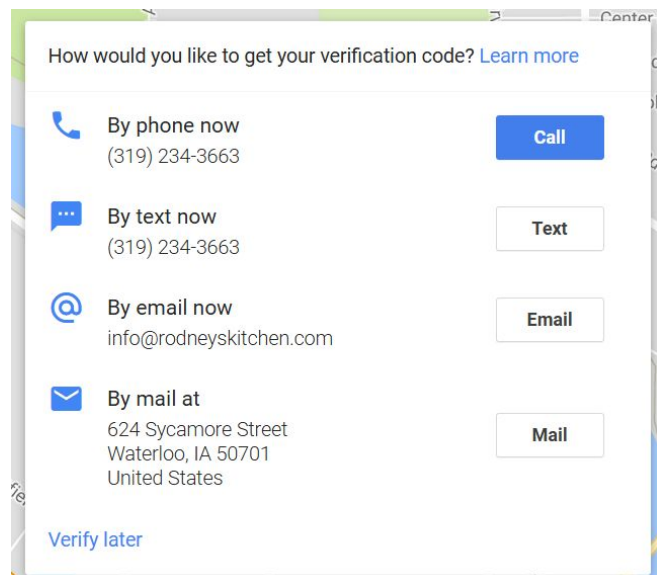 Center
How would you like to get your verification code? Learn more
By phone now
(319) 234-3663
Call
By text now
(319) 234-3663
Text
By email now
info@rodneyskitchen.com
Email
By mail at
624 Sycamore Street
Waterloo, IA 50701
United States
Mail
Verify later